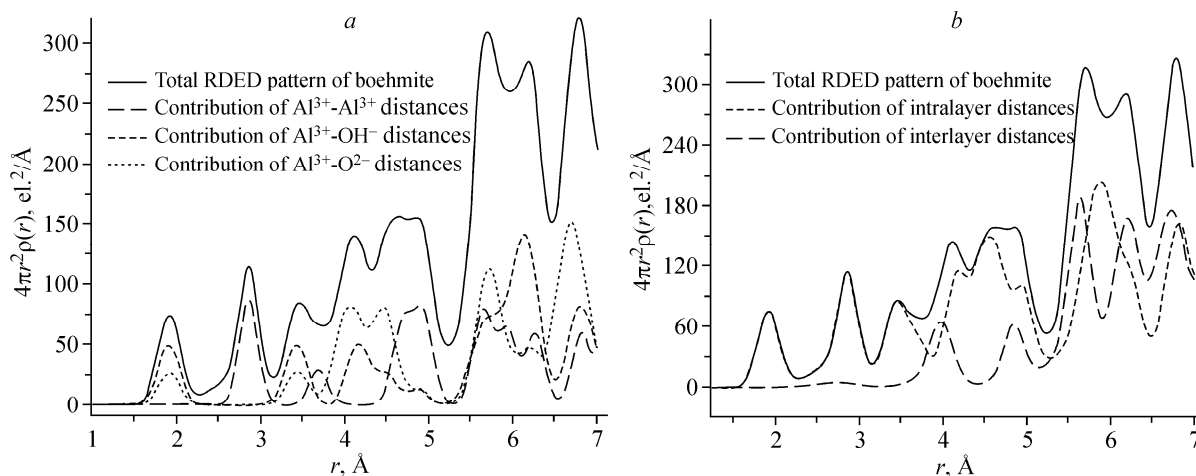 a
300
250
200
150
100
50
0
4πr²ρ(r), el.²/Å
Total RDED pattern of boehmite
Contribution of Al³⁺-Al³⁺ distances
Contribution of Al³⁺-OH⁻ distances
Contribution of Al³⁺-O²⁻ distances
1 2 3 4 5 6 7
r, Å
b
300
240
180
120
60
0
4πr²ρ(r),el.²/Å
Total RDED pattern of boehmite
Contribution of intralayer distances
Contribution of interlayer distances
2 3 4 5 6 7
r, Å